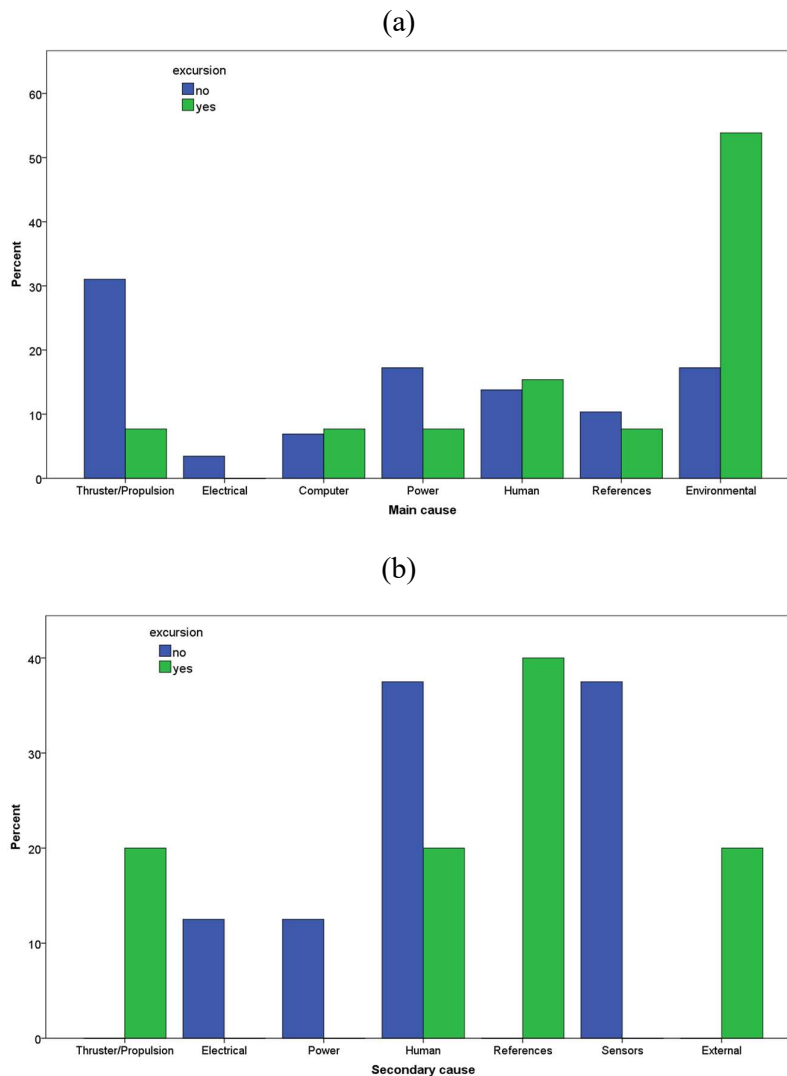 (a)
excursion
no
yes
60
50
40
30
20
10
0
Percent
Thruster/Propulsion Electrical Computer Power Human References Environmental
Main cause
(b)
excursion
no
yes
40
30
20
10
0
Percent
Thruster/Propulsion Electrical Power Human References Sensors External
Secondary cause